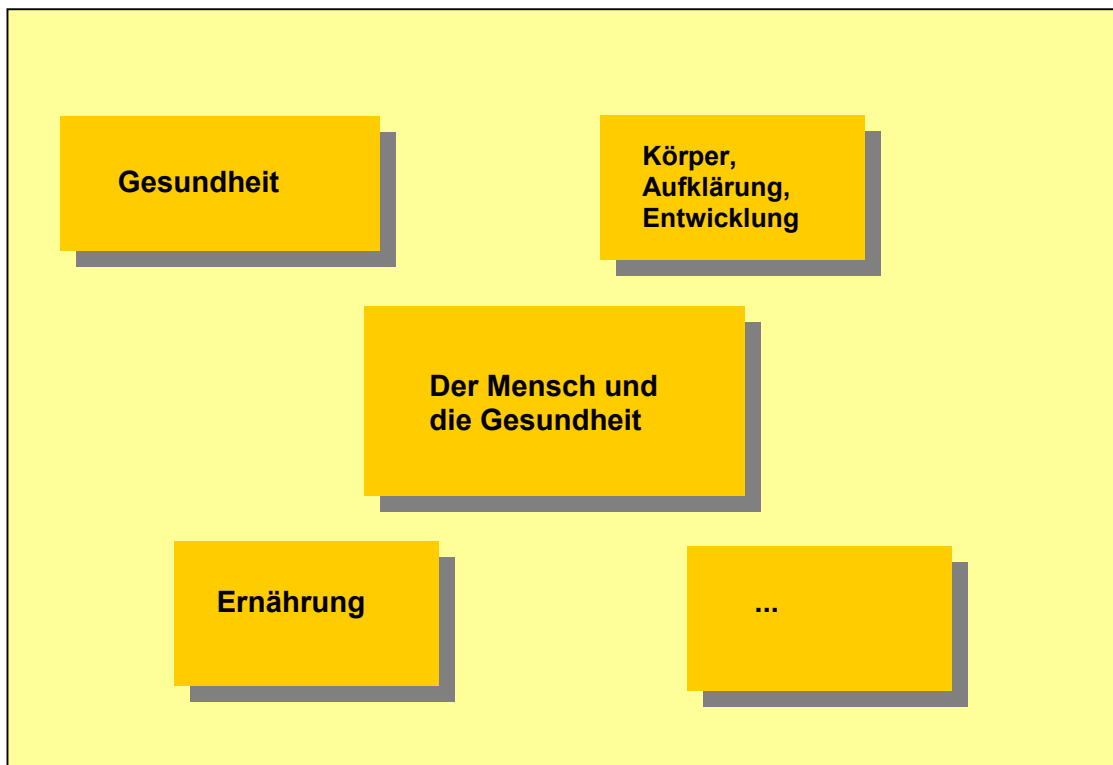 Gesundheit
Körper,
Aufklärung,
Entwicklung
Der Mensch und
die Gesundheit
Ernährung
...